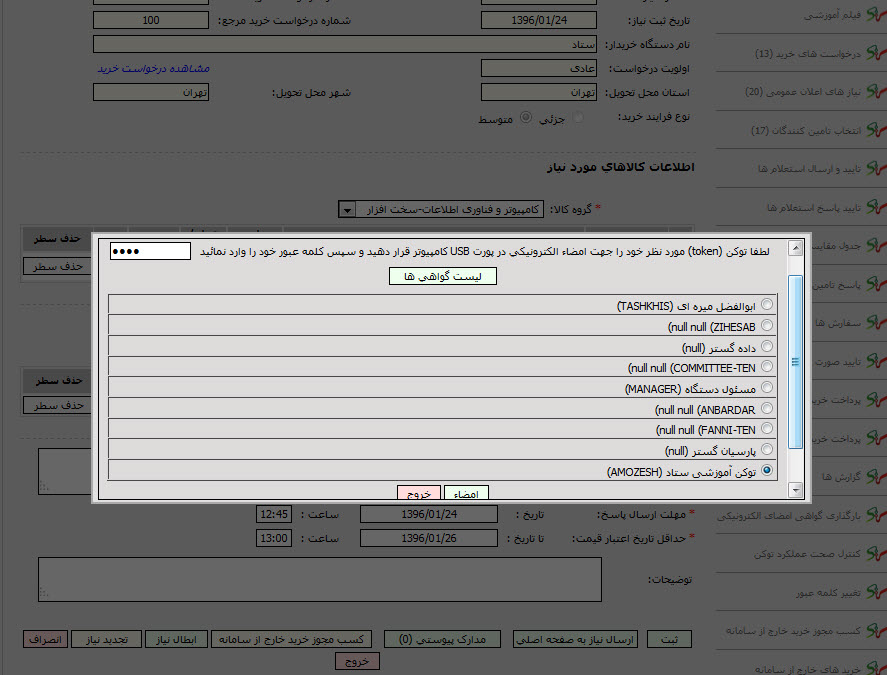 تاریخ ثبت نیاز: 1396/01/24 شماره درخواست خرید مرجع: 100
نام دستگاه خریدار: ستاد
اولویت درخواست: عادی مشاهده درخواست خرید
استان محل تحویل: تهران شهر محل تحویل: تهران
نوع فرایند خرید: جزئی متوسط
اطلاعات کالاهای مورد نیاز
* گروه کالا: کامپیوتر و فناوری اطلاعات-سخت افزار
حذف سطر
حذف سطر
لطفا توکن (token) مورد نظر خود را جهت امضاء الکترونیکی در پورت USB کامپیوتر قرار دهید و سپس کلمه عبور خود را وارد نمائید
لیست گواهی ها
ابوالفضل میره ای (TASHKHIS)
null null (ZIHESAB)
داده گستر (null)
null null (COMMITTEE-TEN)
مسئول دستگاه (MANAGER)
null null (ANBARDAR)
null null (FANNI-TEN)
پارسیان گستر (null)
توکن آموزشی ستاد (AMOZESH)
امضاء خروج
حذف سطر
حذف سطر
* مهلت ارسال پاسخ: تاریخ : 1396/01/24 ساعت : 12:45
* حداقل تاریخ اعتبار قیمت: تا تاریخ : 1396/01/26 ساعت : 13:00
توضیحات:
ثبت ارسال نیاز به صفحه اصلی مدارک پیوستی (0) کسب مجوز خرید خارج از سامانه ابطال نیاز تجدید نیاز انصراف
خروج
فیلم آموزشی
درخواست های خرید (13)
نیاز های اعلان عمومی (20)
انتخاب تامین کنندگان (17)
تایید و ارسال استعلام ها
تایید پاسخ استعلام ها
جدول مقایسه
پاسخ تامین
سفارش ها
تایید صورت
پرداخت خرید
پرداخت خرید
گزارش ها
بارگذاری گواهی امضای الکترونیکی
کنترل صحت عملکرد توکن
تغییر کلمه عبور
کسب مجوز خرید خارج از سامانه
خرید های خارج از سامانه